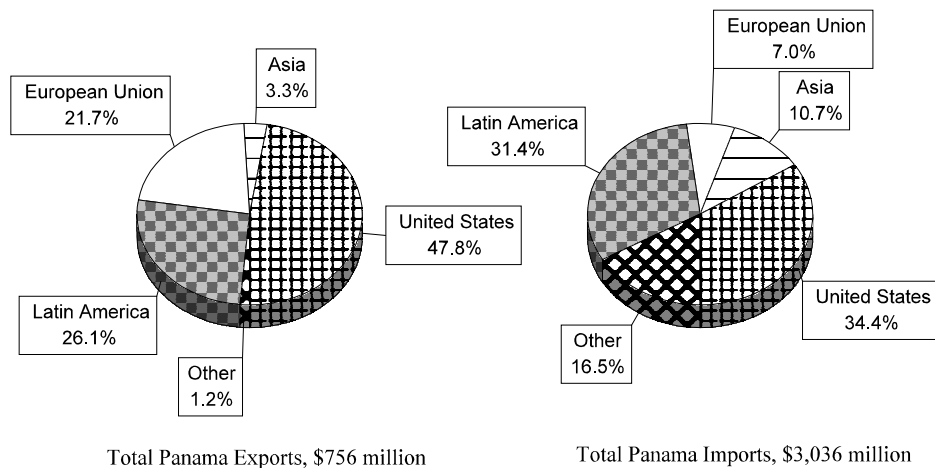 Asia
3.3%
European Union
21.7%
United States
47.8%
Latin America
26.1%
Other
1.2%
Total Panama Exports, $756 million
European Union
7.0%
Asia
10.7%
Latin America
31.4%
United States
34.4%
Other
16.5%
Total Panama Imports, $3,036 million